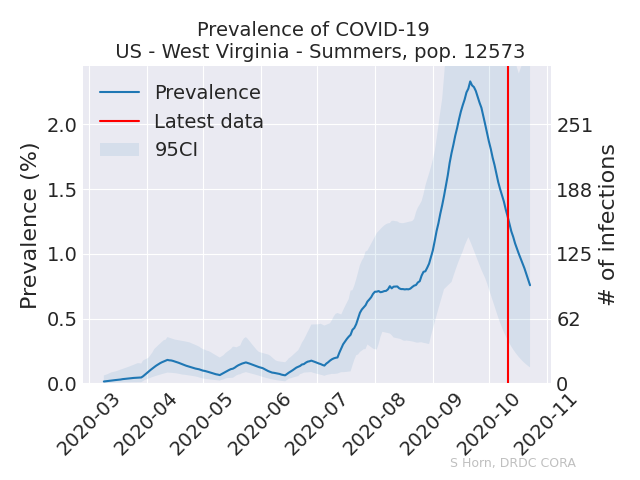 Prevalence of COVID-19
US - West Virginia - Summers, pop. 12573
Prevalence
Latest data
95CI
Prevalence (%)
2.0
1.5
1.0
0.5
0.0
251
188
125
62
0
# of infections
2020-03
2020-04
2020-05
2020-06
2020-07
2020-08
2020-09
2020-10
2020-11
S Horn, DRDC CORA